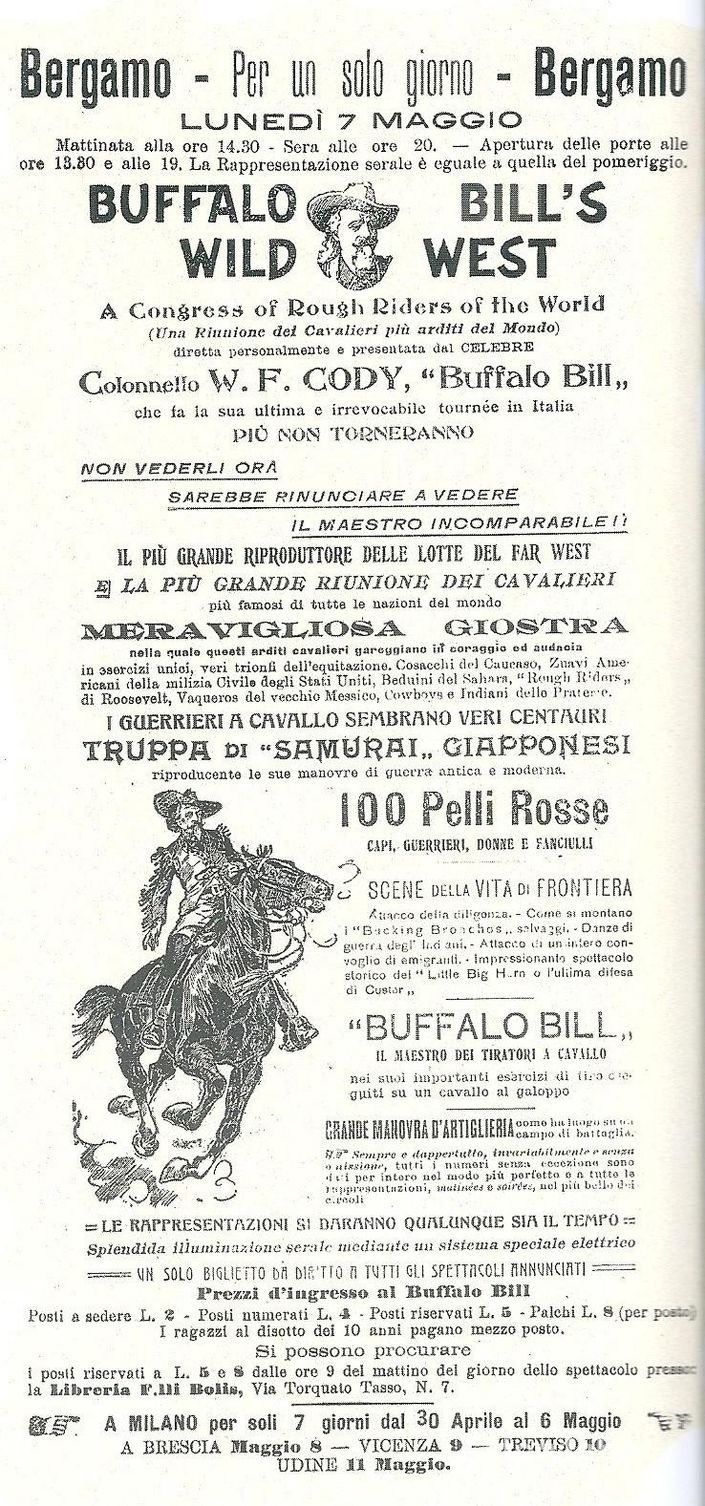 Bergamo - Per un solo giorno - Bergamo
LUNEDÌ 7 MAGGIO
Mattinata alla ore 14.30 - Sera alle ore 20. — Apertura delle porte alle
ore 13.30 e alle 19. La Rappresentazione serale è eguale a quella del pomeriggio.
BUFFALO BILL'S
WILD WEST
A Congress of Rough Riders of the World
(Una Riunione dei Cavalieri più arditi del Mondo)
diretta personalmente e presentata dal CELEBRE
Colonnello W. F. CODY, "Buffalo Bill„
che fa la sua ultima e irrevocabile tournée in Italia
PIÙ NON TORNERANNO
NON VEDERLI ORA
SAREBBE RINUNCIARE A VEDERE
IL MAESTRO INCOMPARABILE!!
IL PIÙ GRANDE RIPRODUTTORE DELLE LOTTE DEL FAR WEST
E LA PIÙ GRANDE RIUNIONE DEI CAVALIERI
più famosi di tutte le nazioni del mondo
MERAVIGLIOSA GIOSTRA
nella quale questi arditi cavalieri gareggiano in coraggio ed audacia
in esercizi unici, veri trionfi dell'equitazione. Cosacchi del Caucaso, Zuavi Ame-
ricani della milizia Civile degli Stati Uniti, Beduini del Sahara, "Rough Riders„
di Roosevelt, Vaqueros del vecchio Messico, Cowboys e Indiani delle Praterie.
I GUERRIERI A CAVALLO SEMBRANO VERI CENTAURI
TRUPPA DI "SAMURAI„ GIAPPONESI
riproducente le sue manovre di guerra antica e moderna.
100 Pelli Rosse
CAPI, GUERRIERI, DONNE E FANCIULLI
SCENE DELLA VITA DI FRONTIERA
Attacco della diligenza. - Come si montano
i "Bucking Bronchos„ selvaggi. - Danze di
guerra degl' Indiani. - Attacco di un intero con-
voglio di emigranti. - Impressionante spettacolo
storico del "Little Big Horn o l'ultima difesa
di Custer„
"BUFFALO BILL„
IL MAESTRO DEI TIRATORI A CAVALLO
nei suoi importanti esercizi di tiro ese-
guiti su un cavallo al galoppo
GRANDE MANOVRA D'ARTIGLIERIA come ha luogo su un
campo di battaglia.
Sempre e dappertutto, invariabilmente e senza
omissione, tutti i numeri senza eccezione sono
dati per intero nel modo più perfetto e a tutte le
rappresentazioni, matinées e soirées, nel più bello dei
circoli
LE RAPPRESENTAZIONI SI DARANNO QUALUNQUE SIA IL TEMPO
Splendida illuminazione serale mediante un sistema speciale elettrico
UN SOLO BIGLIETTO DÀ DIRITTO A TUTTI GLI SPETTACOLI ANNUNCIATI
Prezzi d'ingresso al Buffalo Bill
Posti a sedere L. 2 - Posti numerati L. 4 - Posti riservati L. 5 - Palchi L. 8 (per posto)
I ragazzi al disotto dei 10 anni pagano mezzo posto.
Si possono procurare
i posti riservati a L. 5 e 8 dalle ore 9 del mattino del giorno dello spettacolo presso
la Libreria F.lli Bolis, Via Torquato Tasso, N. 7.
A MILANO per soli 7 giorni dal 30 Aprile al 6 Maggio
A BRESCIA Maggio 8 — VICENZA 9 — TREVISO 10
UDINE 11 Maggio.